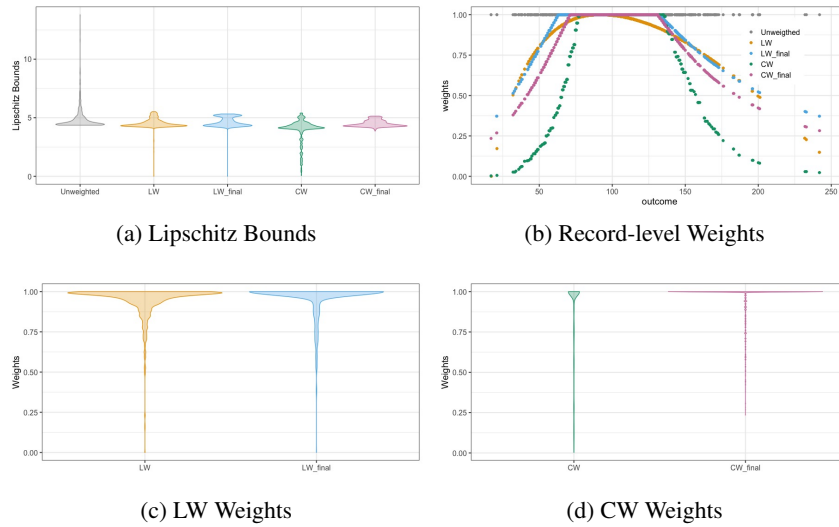 Lipschitz Bounds
10
5
0
Unweighted
LW
LW_final
CW
CW_final
(a) Lipschitz Bounds
weights
1.00
0.75
0.50
0.25
0.00
50
100
150
200
250
outcome
Unweigthed
LW
LW_final
CW
CW_final
(b) Record-level Weights
Weights
1.00
0.75
0.50
0.25
0.00
LW
LW_final
(c) LW Weights
Weights
1.00
0.75
0.50
0.25
0.00
CW
CW_final
(d) CW Weights